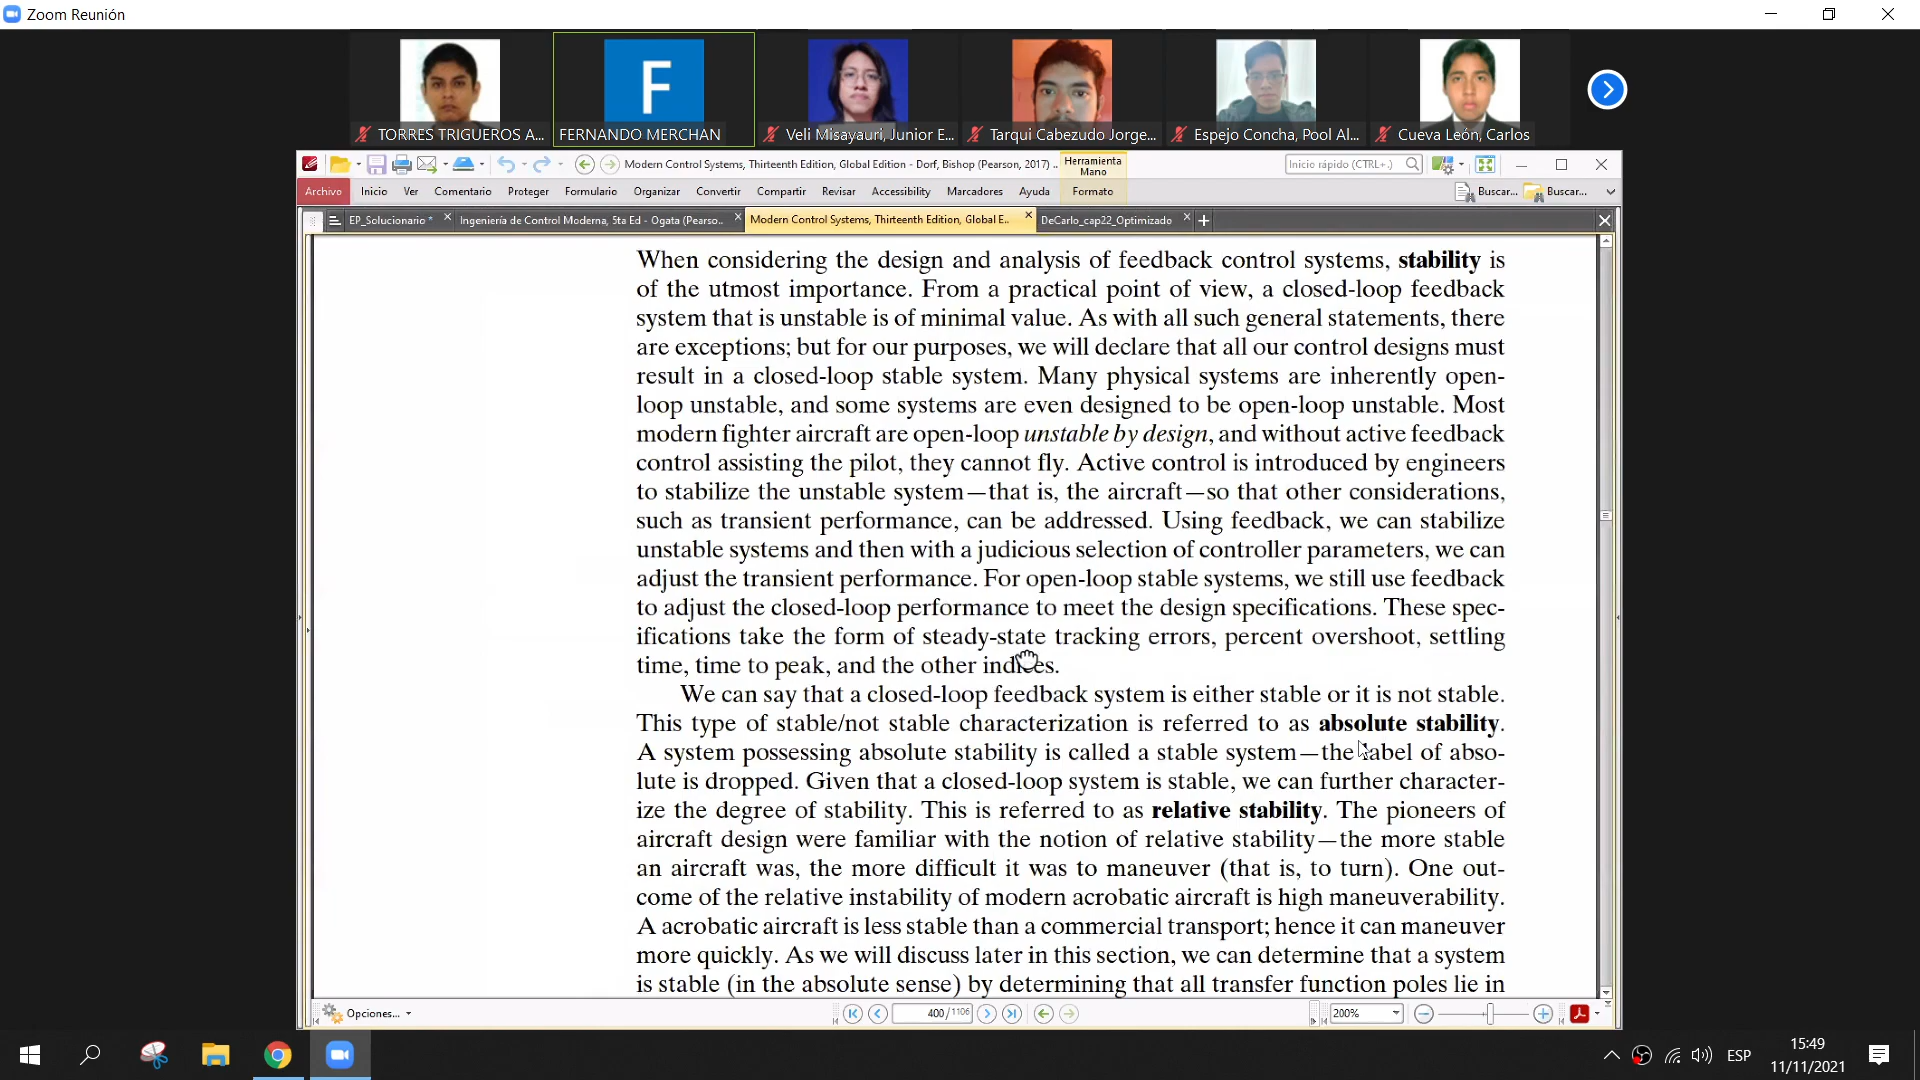 Zoom Reunión
TORRES TRIGUEROS A...
FERNANDO MERCHAN
Veli Misayauri, Junior E...
Tarqui Cabezudo Jorge...
Espejo Concha, Pool Al...
Cueva León, Carlos
F
Modern Control Systems, Thirteenth Edition, Global Edition - Dorf, Bishop (Pearson, 2017) ..
Herramienta
Mano
Inicio rápido (CTRL+.)
Archivo Inicio Ver Comentario Proteger Formulario Organizar Convertir Compartir Revisar Accessibility Marcadores Ayuda Formato Buscar... Buscar...
EP_Solucionario * Ingeniería de Control Moderna, 5ta Ed - Ogata (Pearso.. Modern Control Systems, Thirteenth Edition, Global E.. DeCarlo_cap22_Optimizado
When considering the design and analysis of feedback control systems, stability is
of the utmost importance. From a practical point of view, a closed-loop feedback
system that is unstable is of minimal value. As with all such general statements, there
are exceptions; but for our purposes, we will declare that all our control designs must
result in a closed-loop stable system. Many physical systems are inherently open-
loop unstable, and some systems are even designed to be open-loop unstable. Most
modern fighter aircraft are open-loop unstable by design, and without active feedback
control assisting the pilot, they cannot fly. Active control is introduced by engineers
to stabilize the unstable system—that is, the aircraft—so that other considerations,
such as transient performance, can be addressed. Using feedback, we can stabilize
unstable systems and then with a judicious selection of controller parameters, we can
adjust the transient performance. For open-loop stable systems, we still use feedback
to adjust the closed-loop performance to meet the design specifications. These spec-
ifications take the form of steady-state tracking errors, percent overshoot, settling
time, time to peak, and the other indices.
We can say that a closed-loop feedback system is either stable or it is not stable.
This type of stable/not stable characterization is referred to as absolute stability.
A system possessing absolute stability is called a stable system—the label of abso-
lute is dropped. Given that a closed-loop system is stable, we can further character-
ize the degree of stability. This is referred to as relative stability. The pioneers of
aircraft design were familiar with the notion of relative stability—the more stable
an aircraft was, the more difficult it was to maneuver (that is, to turn). One out-
come of the relative instability of modern acrobatic aircraft is high maneuverability.
A acrobatic aircraft is less stable than a commercial transport; hence it can maneuver
more quickly. As we will discuss later in this section, we can determine that a system
is stable (in the absolute sense) by determining that all transfer function poles lie in
Opciones...
400/1106
200%
ESP
15:49
11/11/2021